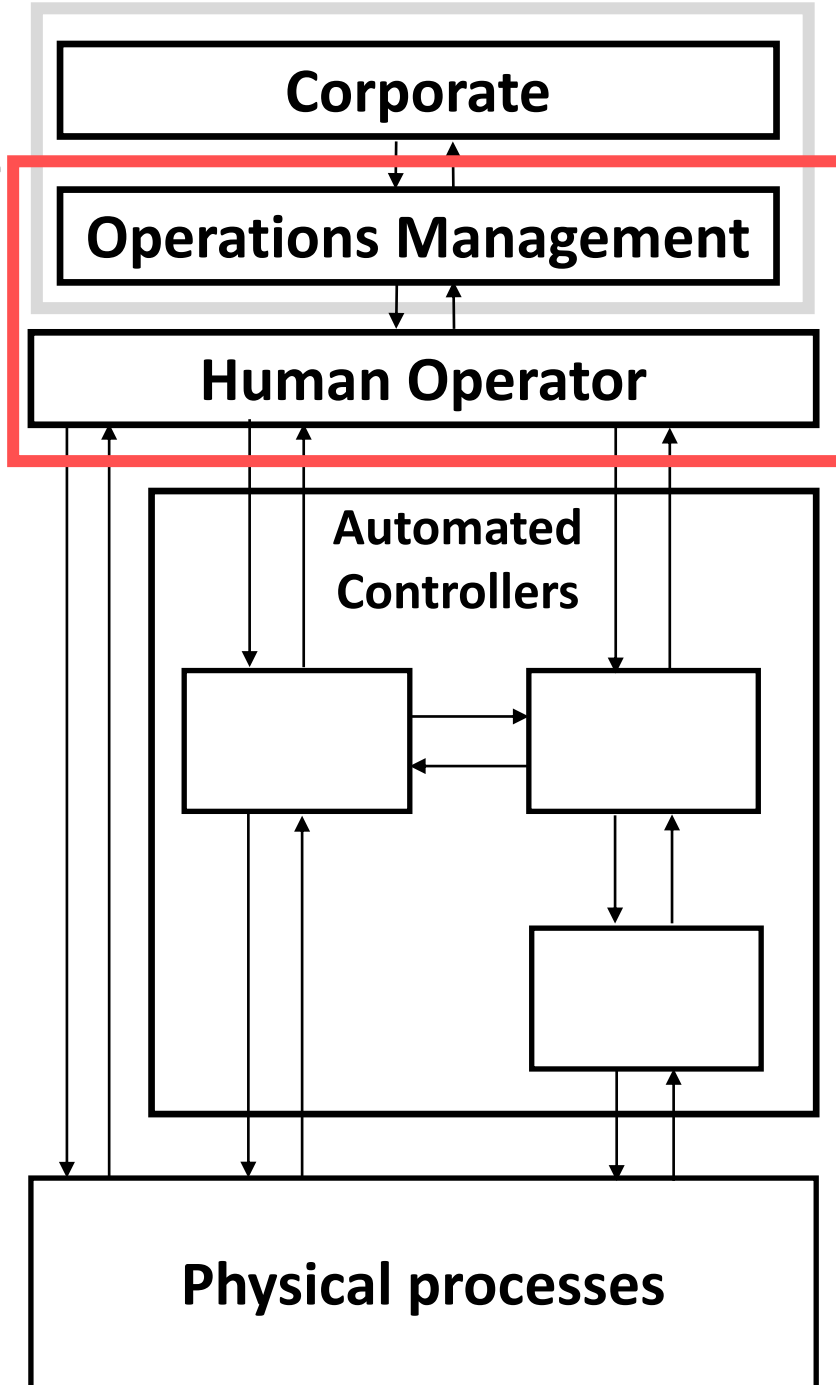 Corporate
Operations Management
Human Operator
Automated
Controllers
Physical processes